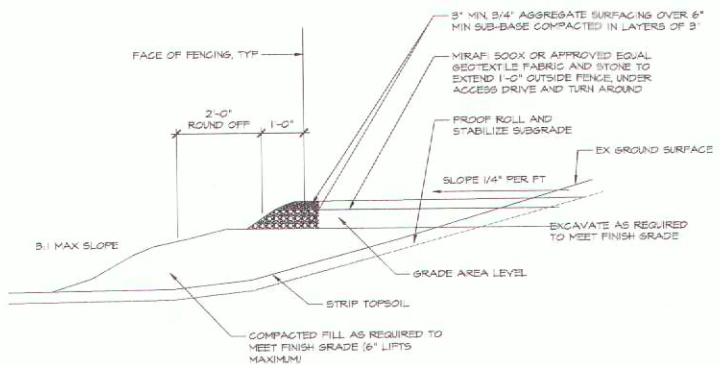 3" MIN, 3/4" AGGREGATE SURFACING OVER 6"
MIN SUB-BASE COMPACTED IN LAYERS OF 3"
FACE OF FENCING, TYP
MIRAFI 500X OR APPROVED EQUAL
GEOTEXTILE FABRIC AND STONE TO
EXTEND 1'-0" OUTSIDE FENCE, UNDER
ACCESS DRIVE AND TURN AROUND
2'-0"
ROUND OFF
1'-0"
PROOF ROLL AND
STABILIZE SUBGRADE
EX GROUND SURFACE
SLOPE 1/4" PER FT
3:1 MAX SLOPE
EXCAVATE AS REQUIRED
TO MEET FINISH GRADE
GRADE AREA LEVEL
STRIP TOPSOIL
COMPACTED FILL AS REQUIRED TO
MEET FINISH GRADE (6" LIFTS
MAXIMUM)